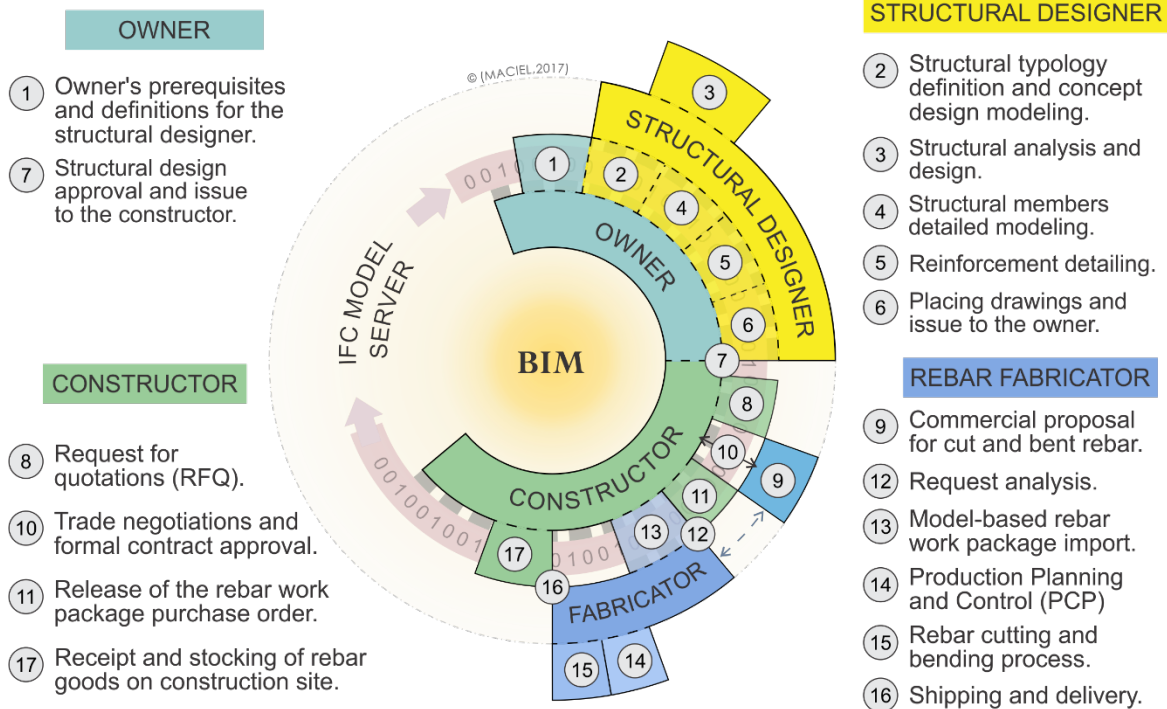 OWNER
1 Owner's prerequisites
and definitions for the
structural designer.
7 Structural design
approval and issue
to the constructor.
CONSTRUCTOR
8 Request for
quotations (RFQ).
10 Trade negotiations and
formal contract approval.
11 Release of the rebar work
package purchase order.
17 Receipt and stocking of rebar
goods on construction site.
© (MACIEL.2017)
IFC MODEL
SERVER
0010
1
OWNER
STRUCTURAL DESIGNER
2
3
4
5
6
7
BIM
CONSTRUCTOR
8
9
10
11
12
13
FABRICATOR
14
15
16
17
01001
001001001
STRUCTURAL DESIGNER
2 Structural typology
definition and concept
design modeling.
3 Structural analysis and
design.
4 Structural members
detailed modeling.
5 Reinforcement detailing.
6 Placing drawings and
issue to the owner.
REBAR FABRICATOR
9 Commercial proposal
for cut and bent rebar.
12 Request analysis.
13 Model-based rebar
work package import.
14 Production Planning
and Control (PCP)
15 Rebar cutting and
bending process.
16 Shipping and delivery.